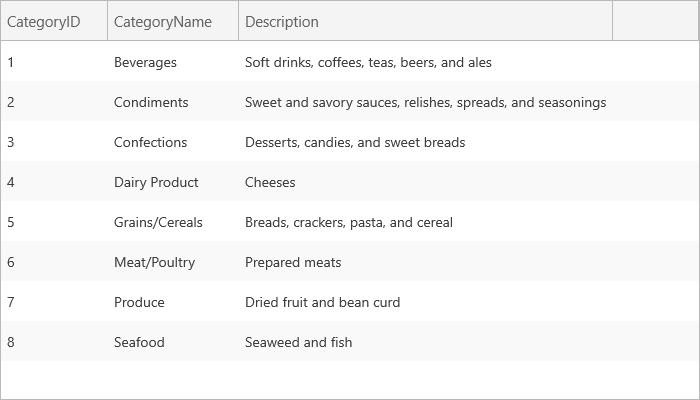 CategoryID CategoryName Description
1 Beverages Soft drinks, coffees, teas, beers, and ales
2 Condiments Sweet and savory sauces, relishes, spreads, and seasonings
3 Confections Desserts, candies, and sweet breads
4 Dairy Product Cheeses
5 Grains/Cereals Breads, crackers, pasta, and cereal
6 Meat/Poultry Prepared meats
7 Produce Dried fruit and bean curd
8 Seafood Seaweed and fish